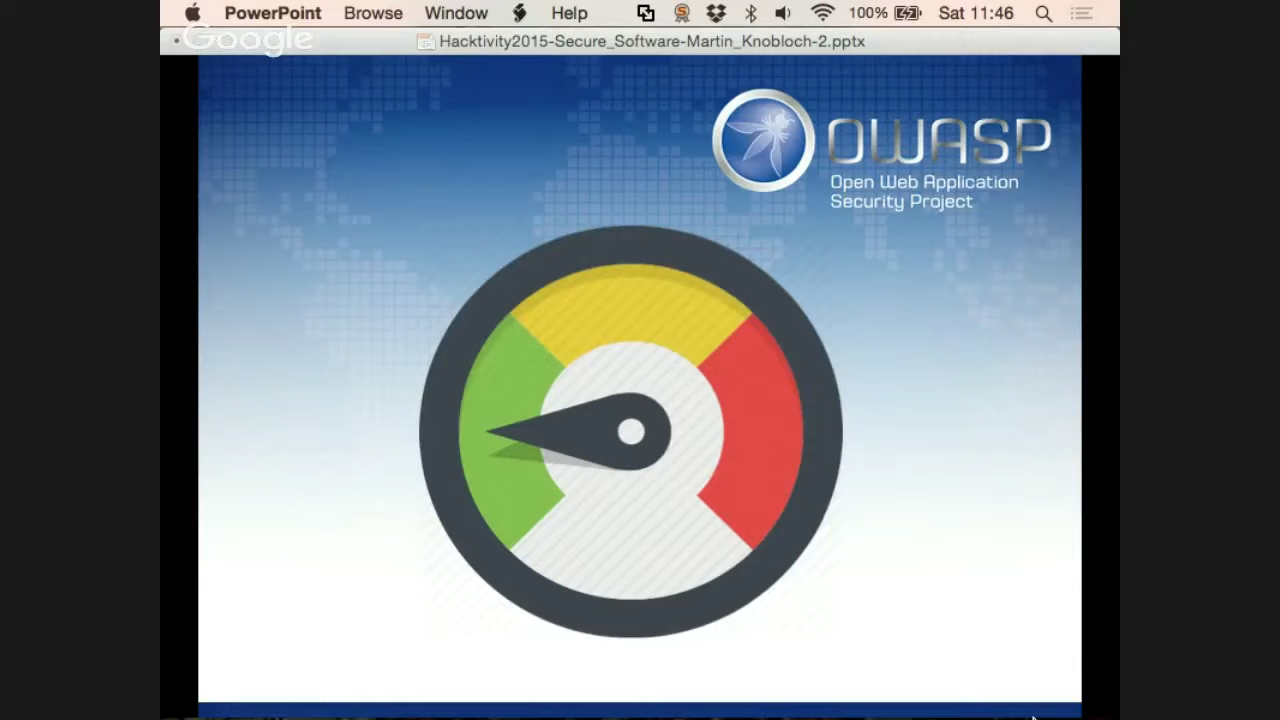 PowerPoint Browse Window Help 100% Sat 11:46
Google
Hacktivity2015-Secure_Software-Martin_Knobloch-2.pptx
OWASP
Open Web Application
Security Project